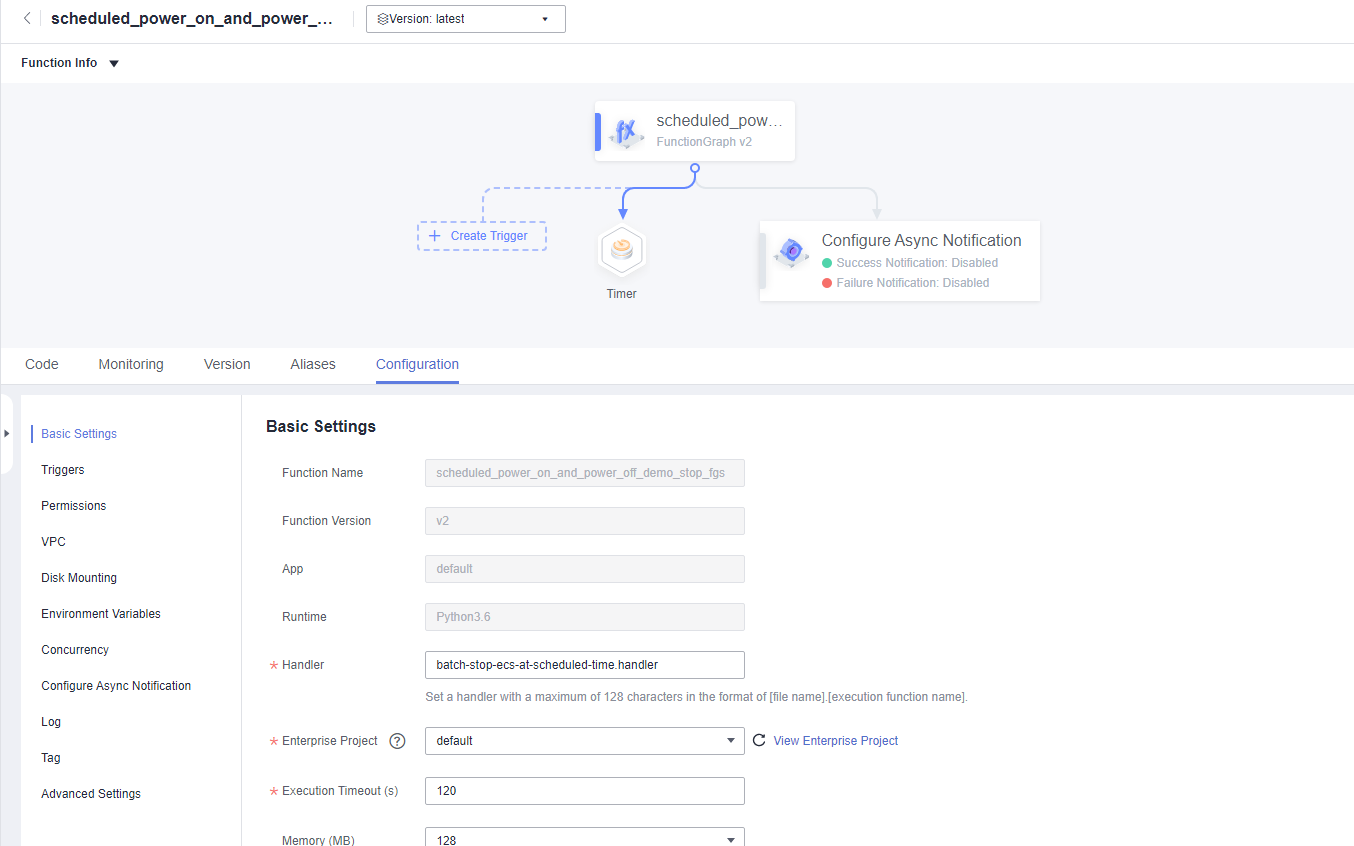 scheduled_power_on_and_power_...
Version: latest
Function Info
scheduled_pow...
FunctionGraph v2
Create Trigger
Timer
Configure Async Notification
Success Notification: Disabled
Failure Notification: Disabled
Code Monitoring Version Aliases Configuration
Basic Settings
Triggers
Permissions
VPC
Disk Mounting
Environment Variables
Concurrency
Configure Async Notification
Log
Tag
Advanced Settings
Basic Settings
Function Name scheduled_power_on_and_power_off_demo_stop_fgs
Function Version v2
App default
Runtime Python3.6
* Handler batch-stop-ecs-at-scheduled-time.handler
Set a handler with a maximum of 128 characters in the format of [file name].[execution function name].
* Enterprise Project ? default View Enterprise Project
* Execution Timeout (s) 120
Memory (MB) 128